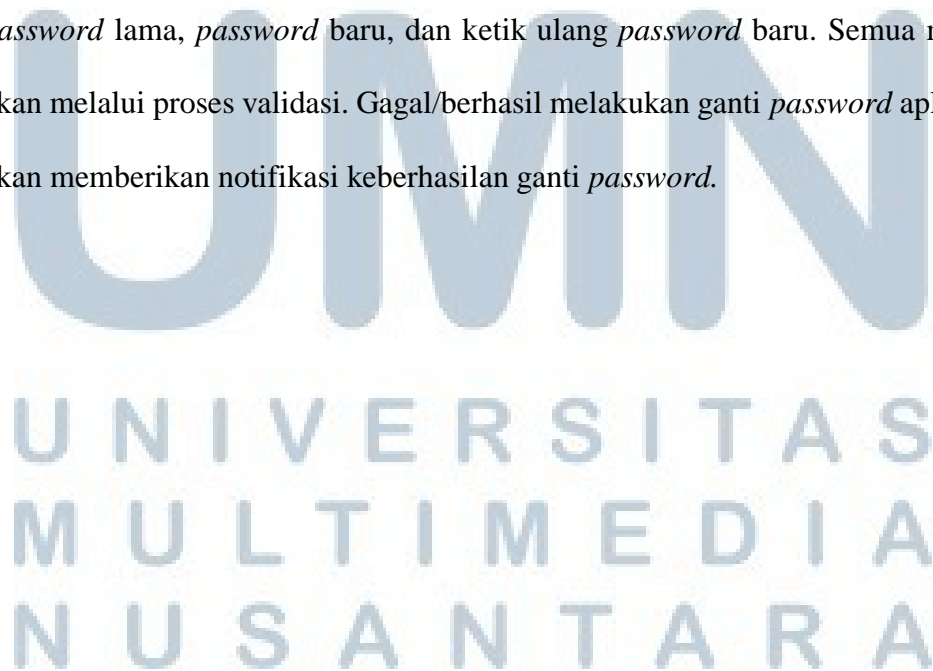 assword lama, password baru, dan ketik ulang password baru. Semua
kan melalui proses validasi. Gagal/berhasil melakukan ganti password apl
kan memberikan notifikasi keberhasilan ganti password.
UMN
UNIVERSITAS
MULTIMEDIA
NUSANTARA